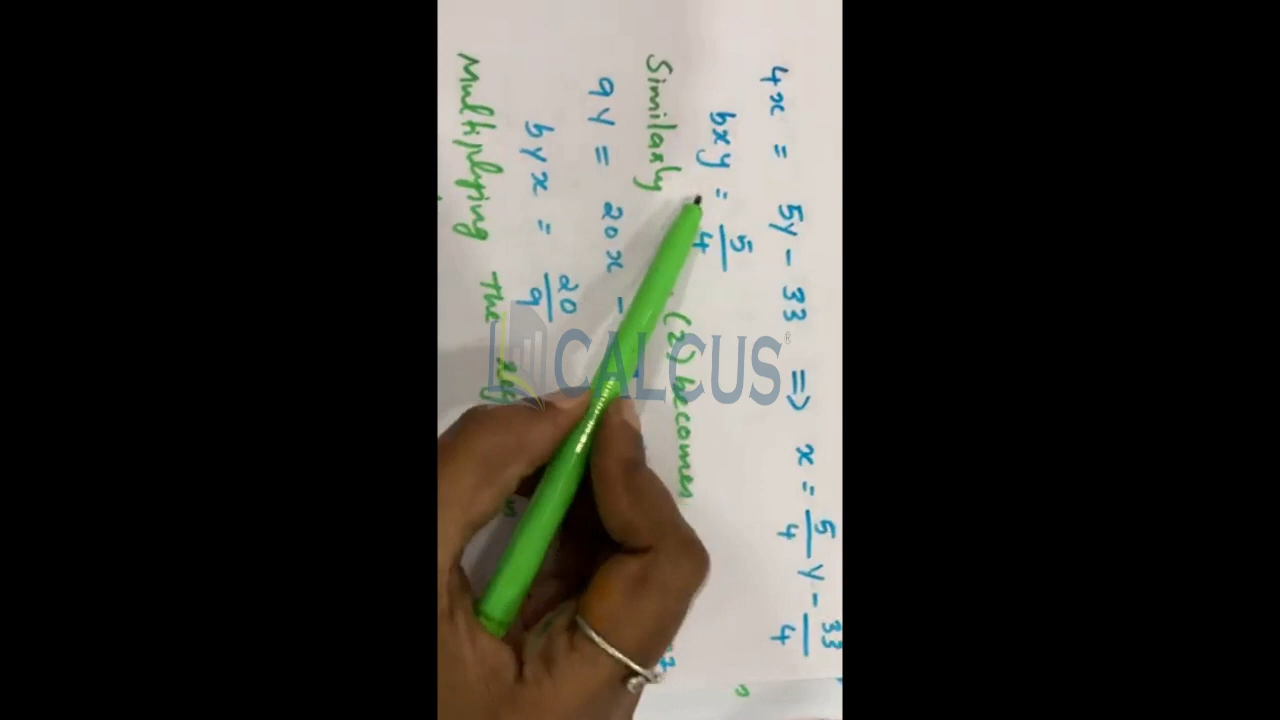 4x = 5y - 33 ⇒ x = 5/4 y - 33/4
bxy = 5/4
Similarly (2) becomes
9y = 20x -
byx = 20/9
Multiplying the
CALCUS®